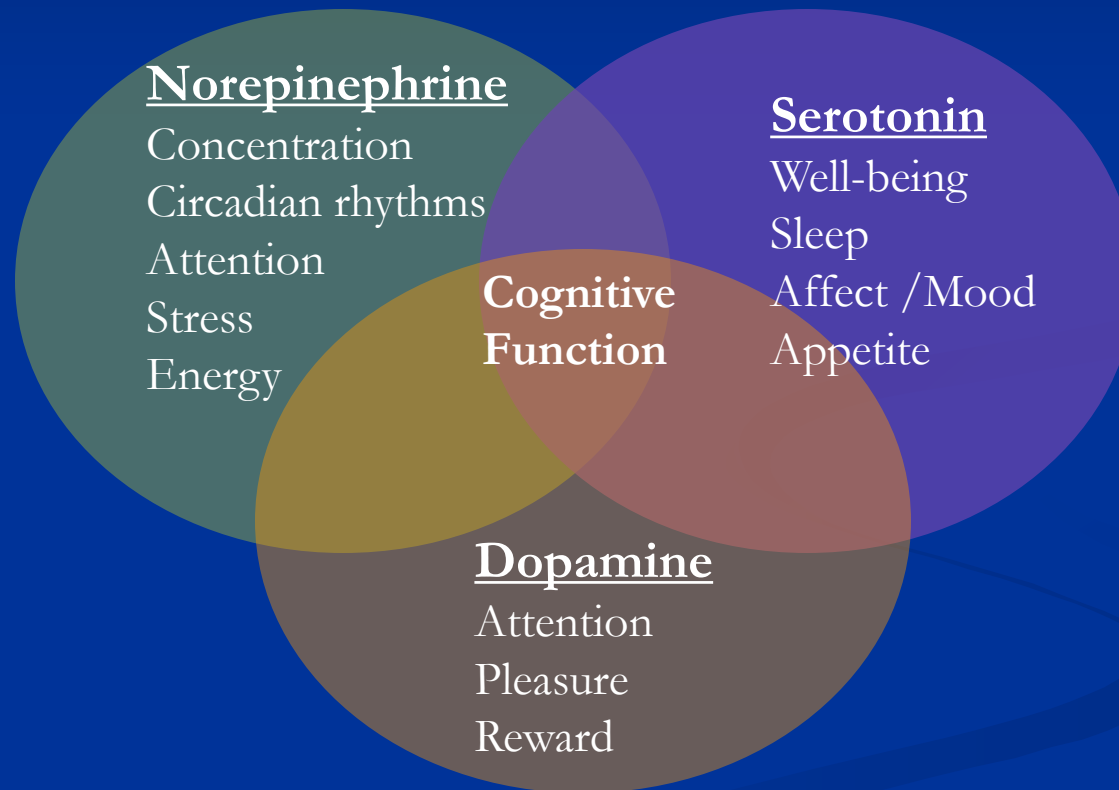 Norepinephrine
Concentration
Circadian rhythms
Attention
Stress
Energy
Serotonin
Well-being
Sleep
Affect /Mood
Appetite
Cognitive
Function
Dopamine
Attention
Pleasure
Reward